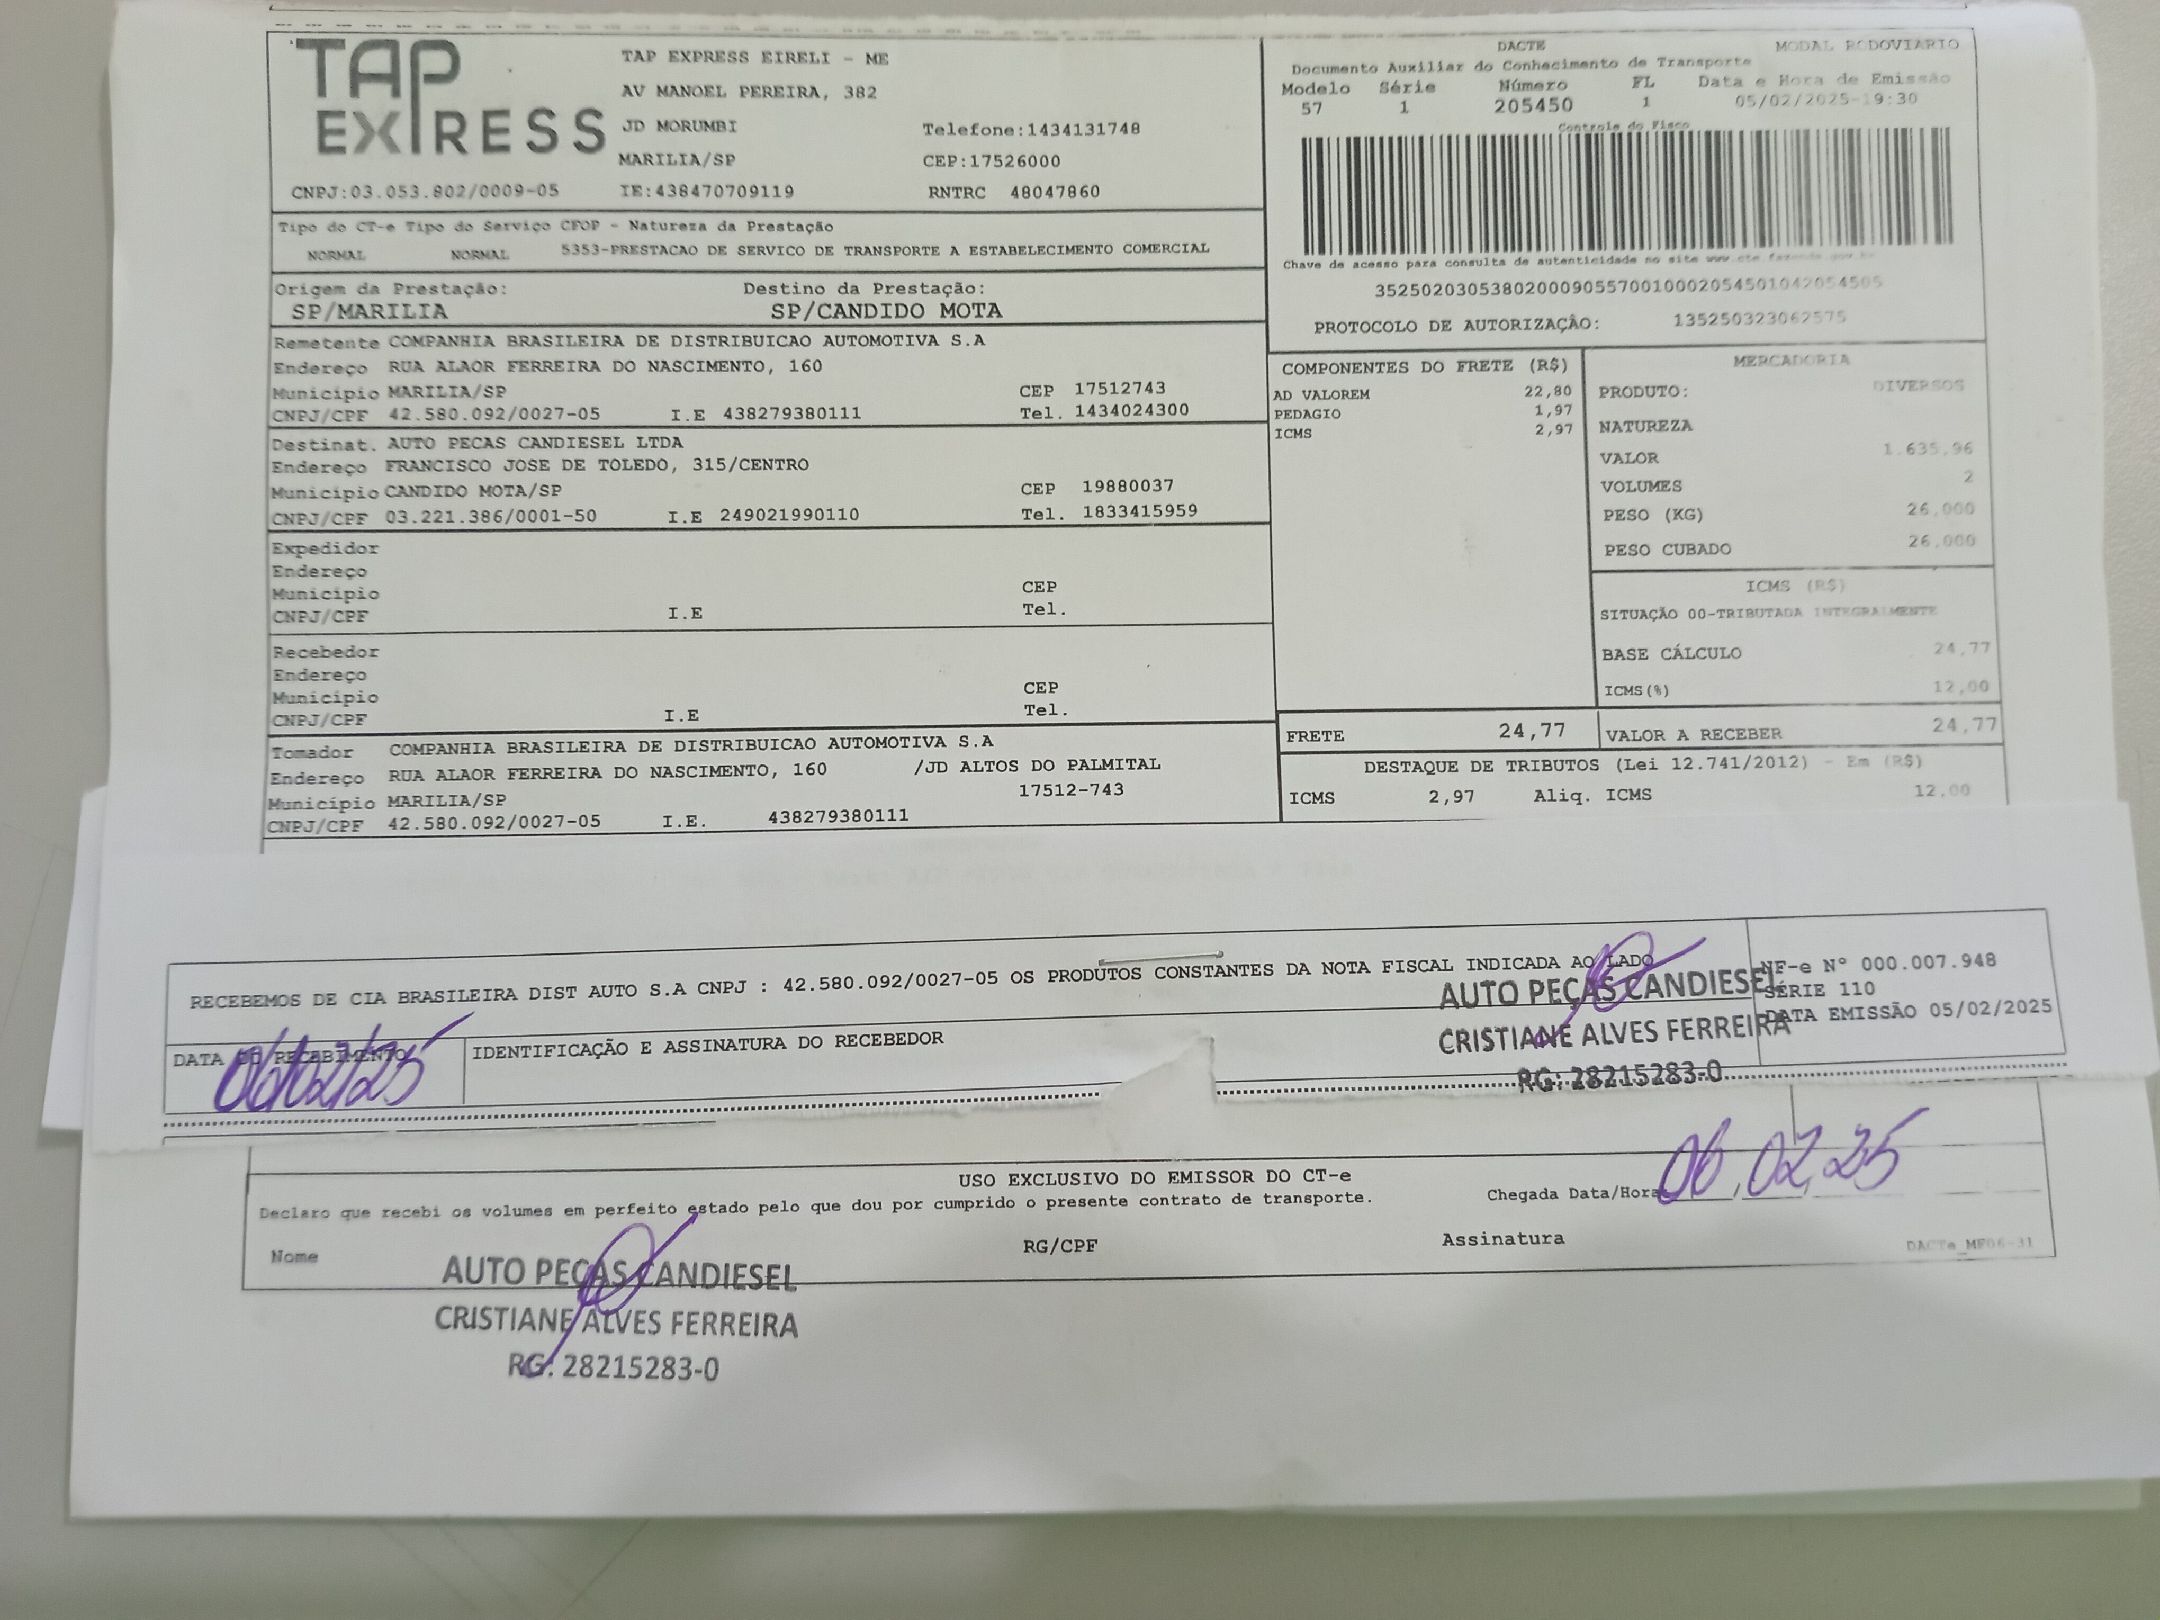 TAP EXPRESS
TAP EXPRESS EIRELI - ME
AV MANOEL PEREIRA, 382
JD MORUMBI Telefone:1434131748
MARILIA/SP CEP:17526000
CNPJ:03.053.802/0009-05 IE:438470709119 RNTRC 48047860
DACTE MODAL RODOVIARIO
Documento Auxiliar do Conhecimento de Transporte
Modelo Série Número FL Data e Hora de Emissão
57 1 205450 1 05/02/2025-19:30
Controle do Fisco
Chave de acesso para consulta de autenticidade no site www.cte.fazenda.gov.br
PROTOCOLO DE AUTORIZAÇÃO: 135250323062575
Tipo do CT-e Tipo do Serviço CFOP - Natureza da Prestação
NORMAL NORMAL 5353-PRESTACAO DE SERVICO DE TRANSPORTE A ESTABELECIMENTO COMERCIAL
Origem da Prestação: Destino da Prestação:
SP/MARILIA SP/CANDIDO MOTA
Remetente COMPANHIA BRASILEIRA DE DISTRIBUICAO AUTOMOTIVA S.A
Endereço RUA ALAOR FERREIRA DO NASCIMENTO, 160
Município MARILIA/SP CEP 17512743
CNPJ/CPF 42.580.092/0027-05 I.E 438279380111 Tel. 1434024300
Destinat. AUTO PECAS CANDIESEL LTDA
Endereço FRANCISCO JOSE DE TOLEDO, 315/CENTRO
Município CANDIDO MOTA/SP CEP 19880037
CNPJ/CPF 03.221.386/0001-50 I.E 249021990110 Tel. 1833415959
Expedidor
Endereço
Município CEP
CNPJ/CPF I.E Tel.
Recebedor
Endereço
Município CEP
CNPJ/CPF I.E Tel.
Tomador COMPANHIA BRASILEIRA DE DISTRIBUICAO AUTOMOTIVA S.A
Endereço RUA ALAOR FERREIRA DO NASCIMENTO, 160 /JD ALTOS DO PALMITAL
Município MARILIA/SP 17512-743
CNPJ/CPF 42.580.092/0027-05 I.E. 438279380111
COMPONENTES DO FRETE (R$)
AD VALOREM 22,80
PEDAGIO 1,97
ICMS 2,97
MERCADORIA
PRODUTO: DIVERSOS
NATUREZA
VALOR 1.635,96
VOLUMES 2
PESO (KG) 26,000
PESO CUBADO 26,000
ICMS (R$)
SITUAÇÃO 00-TRIBUTADA INTEGRALMENTE
BASE CÁLCULO 24,77
ICMS(%) 12,00
FRETE 24,77 VALOR A RECEBER 24,77
DESTAQUE DE TRIBUTOS (Lei 12.741/2012) - Em (R$)
ICMS 2,97 Aliq. ICMS 12,00
RECEBEMOS DE CIA BRASILEIRA DIST AUTO S.A CNPJ : 42.580.092/0027-05 OS PRODUTOS CONSTANTES DA NOTA FISCAL INDICADA AO LADO
NF-e N° 000.007.948
SÉRIE 110
DATA EMISSÃO 05/02/2025
AUTO PEÇAS CANDIESEL
CRISTIANE ALVES FERREIRA
RG: 28215283-0
DATA DE RECEBIMENTO IDENTIFICAÇÃO E ASSINATURA DO RECEBEDOR
06/02/25
USO EXCLUSIVO DO EMISSOR DO CT-e
Declaro que recebi os volumes em perfeito estado pelo que dou por cumprido o presente contrato de transporte. Chegada Data/Hora 06,02,25
Nome RG/CPF Assinatura DACTe_MF06-31
AUTO PEÇAS CANDIESEL
CRISTIANE ALVES FERREIRA
RG: 28215283-0